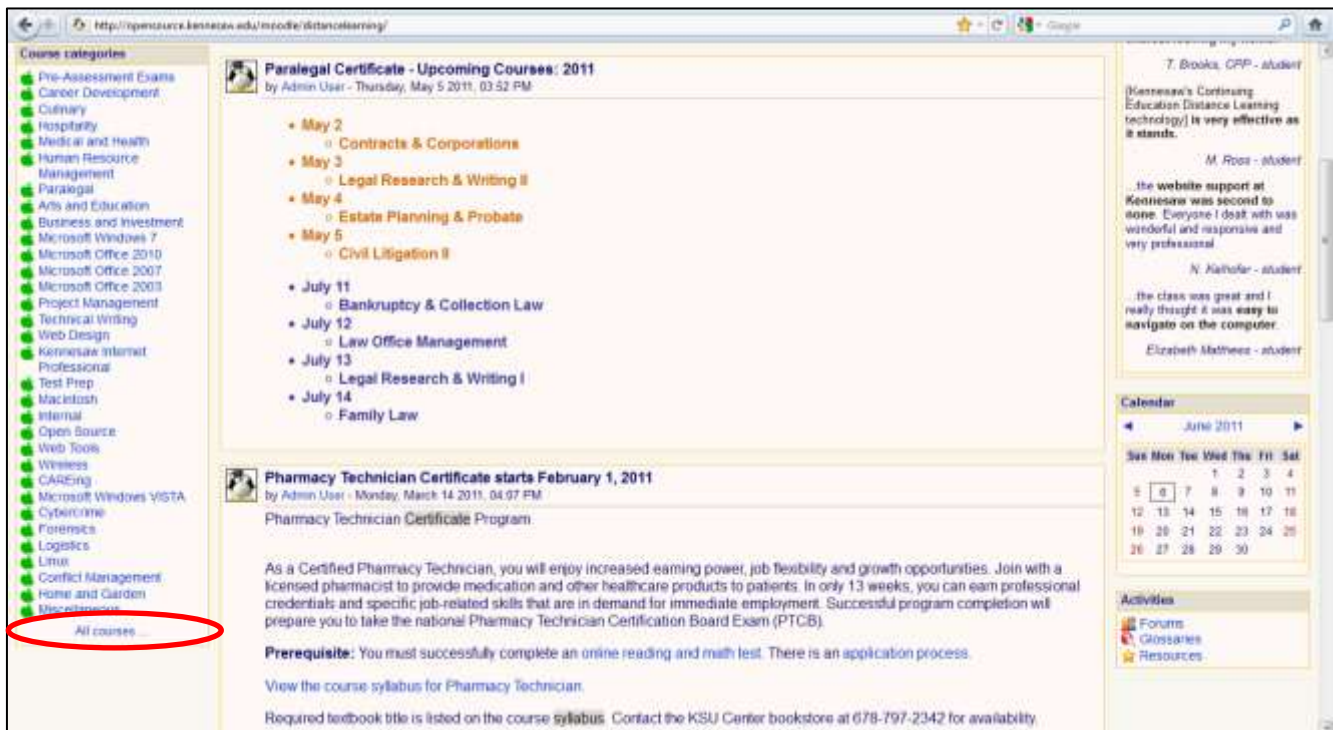 http://opensource.kennesaw.edu/moodle/distancelearning/
Google
Course categories
Pre-Assessment Exams
Career Development
Culinary
Hospitality
Medical and Health
Human Resource
Management
Paralegal
Arts and Education
Business and Investment
Microsoft Windows 7
Microsoft Office 2010
Microsoft Office 2007
Microsoft Office 2003
Project Management
Technical Writing
Web Design
Kennesaw Internet
Professional
Test Prep
Macintosh
Internal
Open Source
Web Tools
Wireless
CAREing
Microsoft Windows VISTA
Cybercrime
Forensics
Logistics
Linux
Conflict Management
Home and Garden
Miscellaneous
All courses ...
Paralegal Certificate - Upcoming Courses: 2011
by Admin User - Thursday, May 5 2011, 03:52 PM
• May 2
○ Contracts & Corporations
• May 3
○ Legal Research & Writing II
• May 4
○ Estate Planning & Probate
• May 5
○ Civil Litigation II
• July 11
○ Bankruptcy & Collection Law
• July 12
○ Law Office Management
• July 13
○ Legal Research & Writing I
• July 14
○ Family Law
Pharmacy Technician Certificate starts February 1, 2011
by Admin User - Monday, March 14 2011, 04:07 PM
Pharmacy Technician Certificate Program
As a Certified Pharmacy Technician, you will enjoy increased earning power, job flexibility and growth opportunities. Join with a
licensed pharmacist to provide medication and other healthcare products to patients. In only 13 weeks, you can earn professional
credentials and specific job-related skills that are in demand for immediate employment. Successful program completion will
prepare you to take the national Pharmacy Technician Certification Board Exam (PTCB).
Prerequisite: You must successfully complete an online reading and math test. There is an application process.
View the course syllabus for Pharmacy Technician.
Required textbook title is listed on the course syllabus. Contact the KSU Center bookstore at 678-797-2342 for availability.
T. Brooks, CPP - student
[Kennesaw's Continuing
Education Distance Learning
technology] is very effective as
it stands.
M. Ross - student
...the website support at
Kennesaw was second to
none. Everyone I dealt with was
wonderful and responsive and
very professional.
N. - student
...the class was great and I
really thought it was easy to
navigate on the computer.
Elizabeth Matthews - student
Calendar
◄ June 2011 ►
Sun Mon Tue Wed Thu Fri Sat
1 2 3 4
5 6 7 8 9 10 11
12 13 14 15 16 17 18
19 20 21 22 23 24 25
26 27 28 29 30
Activities
Forums
Glossaries
Resources